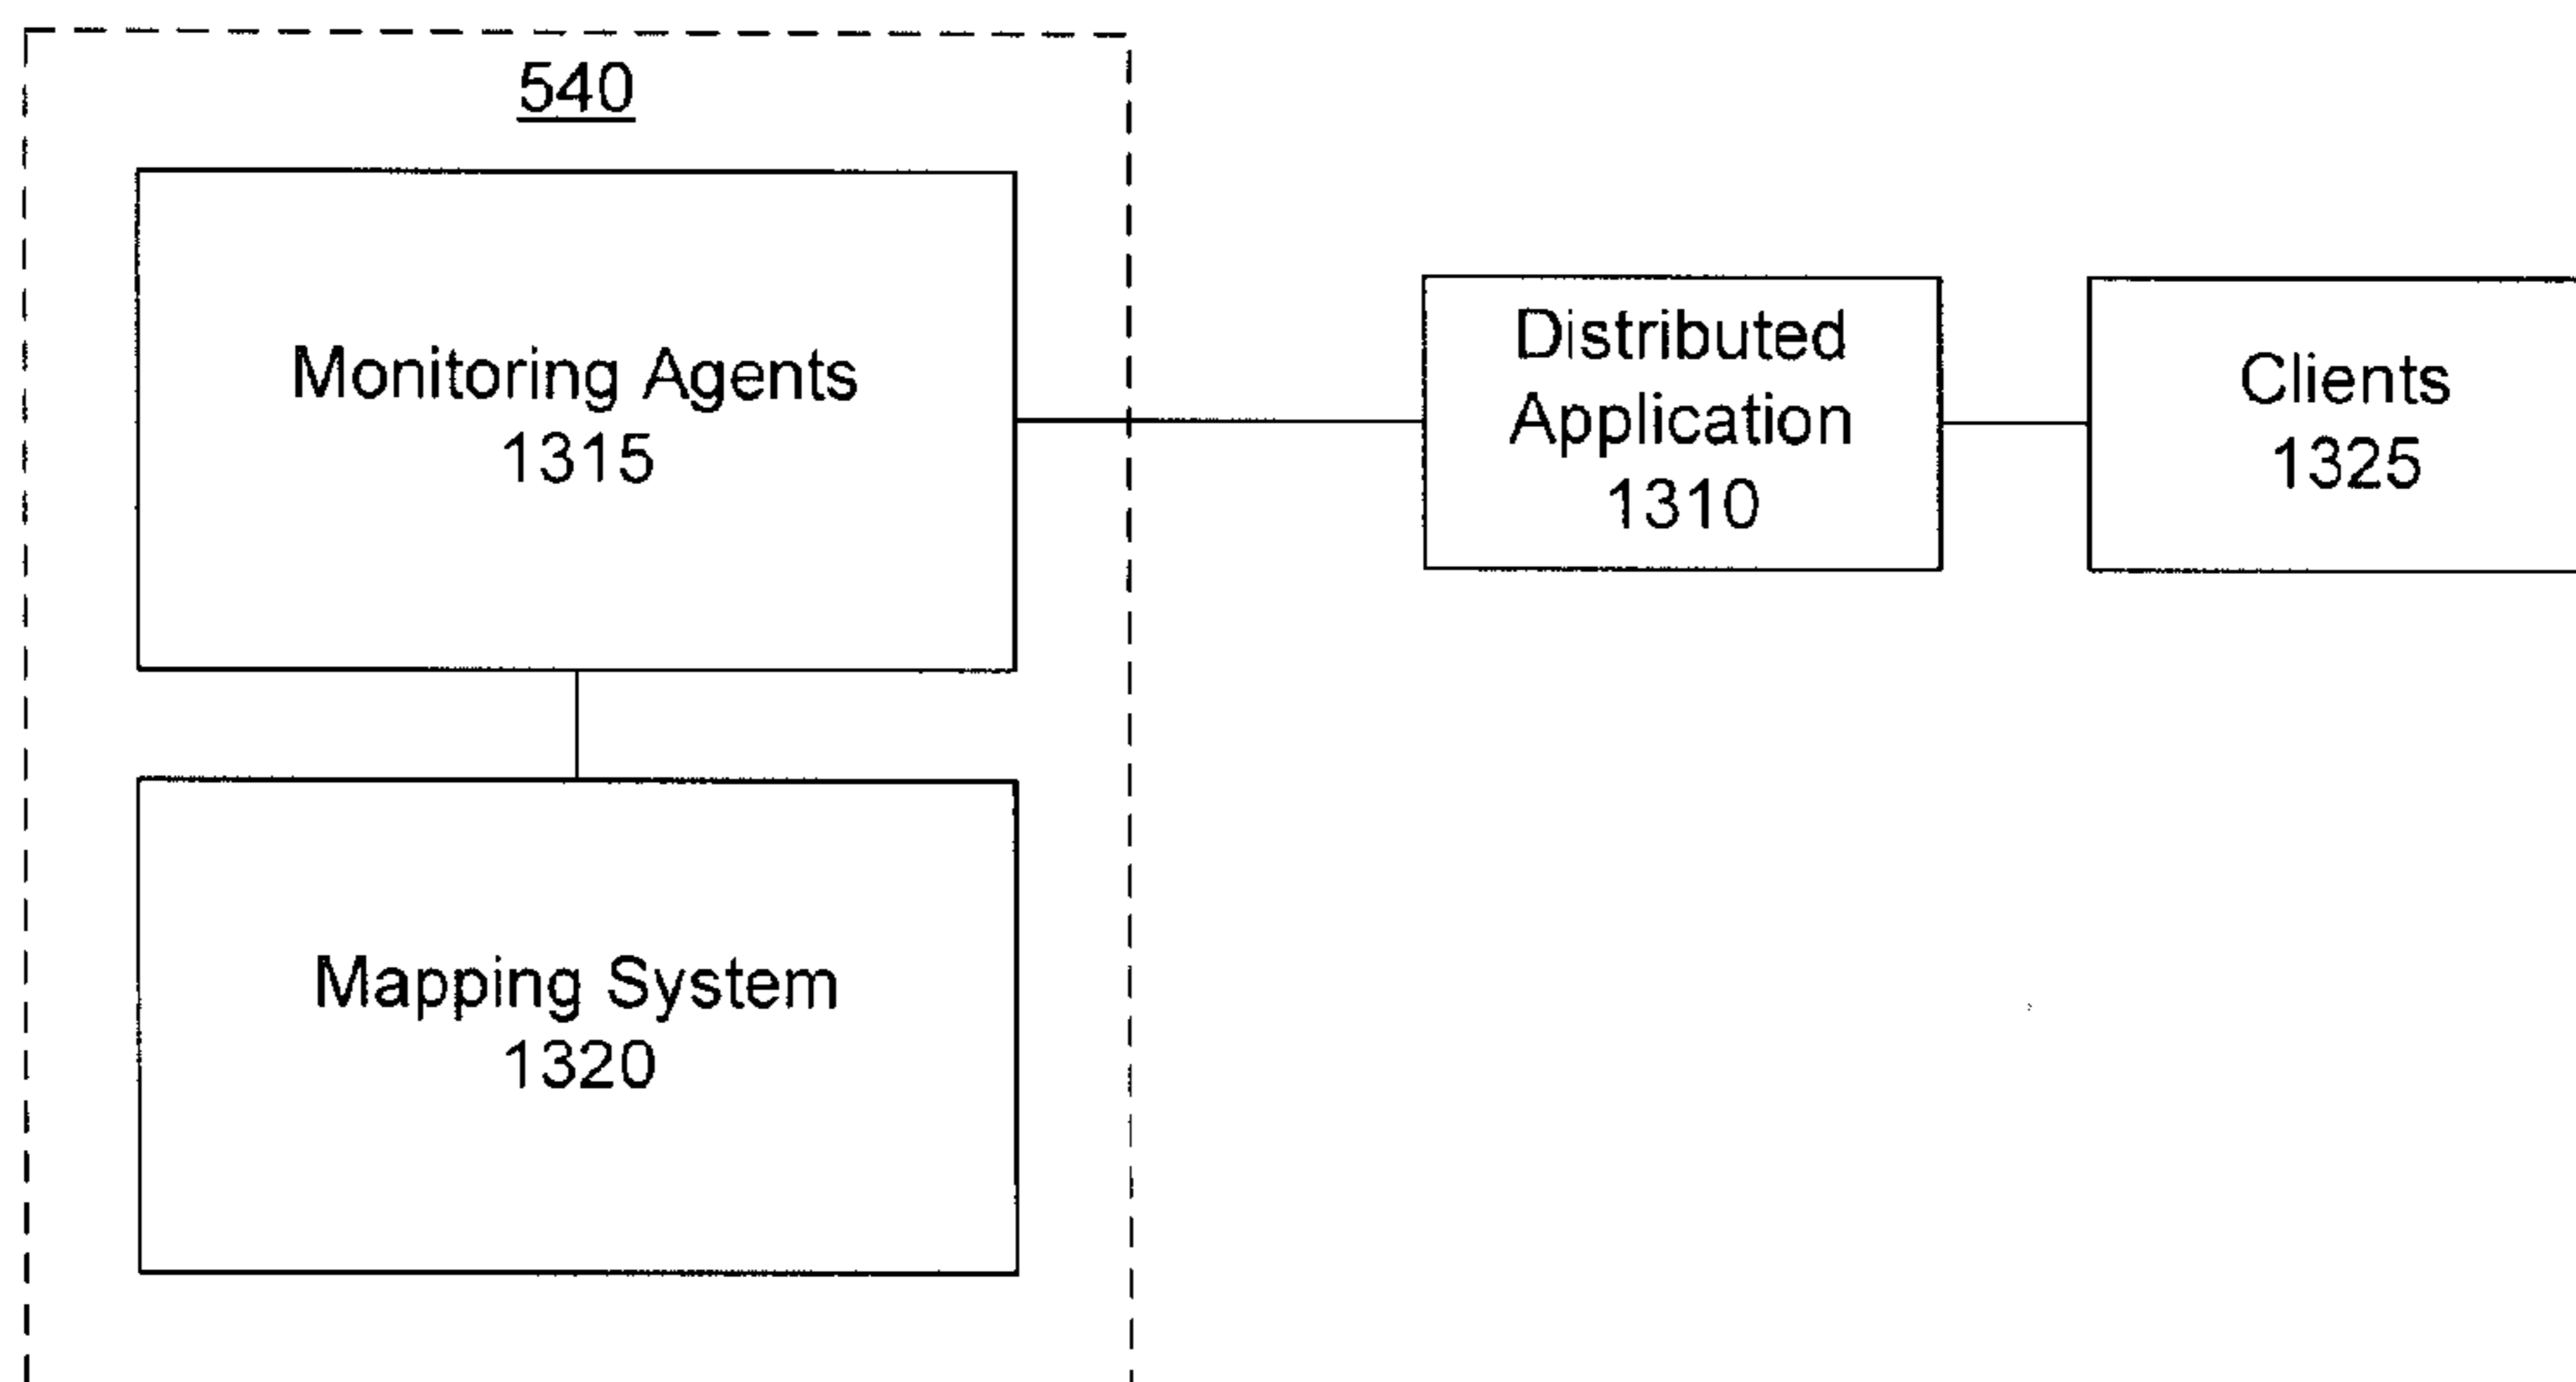 540
Monitoring Agents
1315
Distributed
Application
1310
Clients
1325
Mapping System
1320